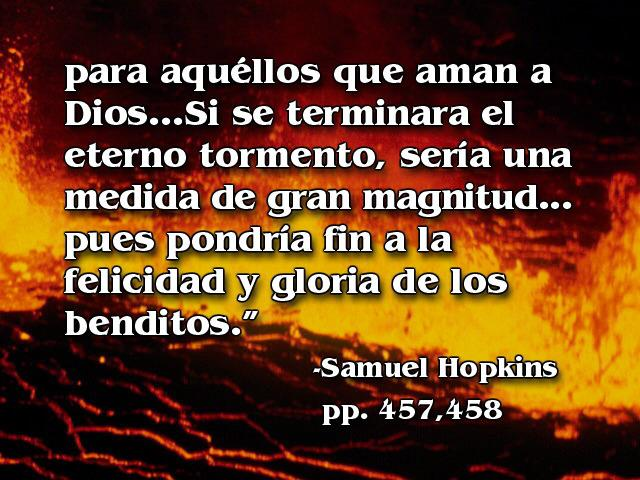 para aquéllos que aman a
Dios...Si se terminara el
eterno tormento, sería una
medida de gran magnitud...
pues pondría fin a la
felicidad y gloria de los
benditos.”
-Samuel Hopkins
pp. 457,458